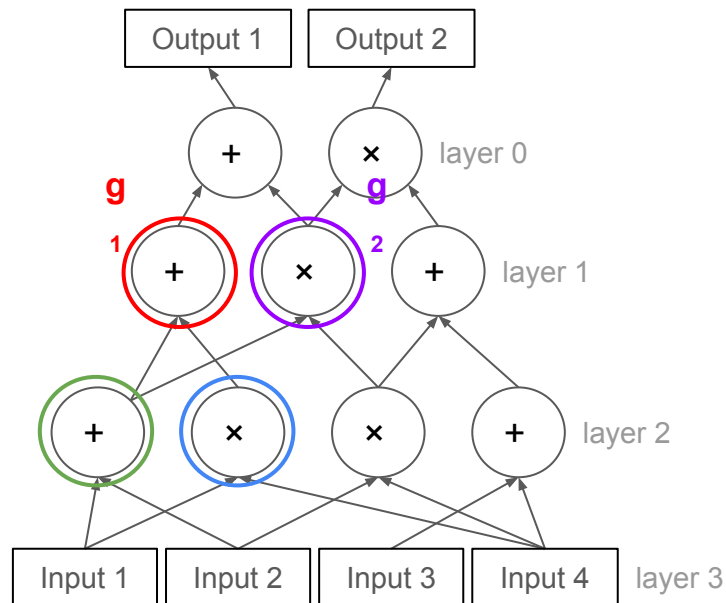 Output 1 Output 2
+ × layer 0
g g
1 2
+ × + layer 1
+ × × + layer 2
Input 1 Input 2 Input 3 Input 4 layer 3